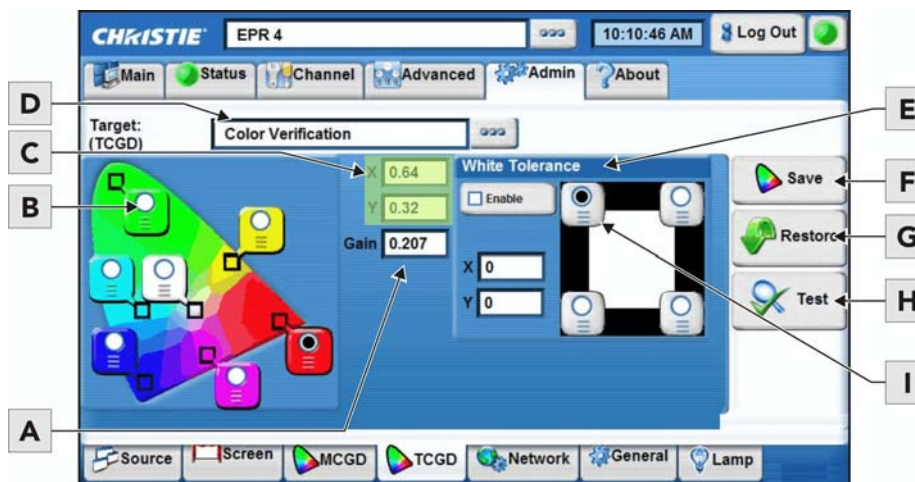 CHRISTIE EPR 4 10:10:46 AM Log Out
Main Status Channel Advanced Admin About
D
Target:
(TCGD)
Color Verification
E
C
X 0.64
White Tolerance
Save
F
B
Y 0.32
Enable
Gain 0.207
Restore
G
X 0
Y 0
Test
H
I
A
Source Screen MCGD TCGD Network General Lamp